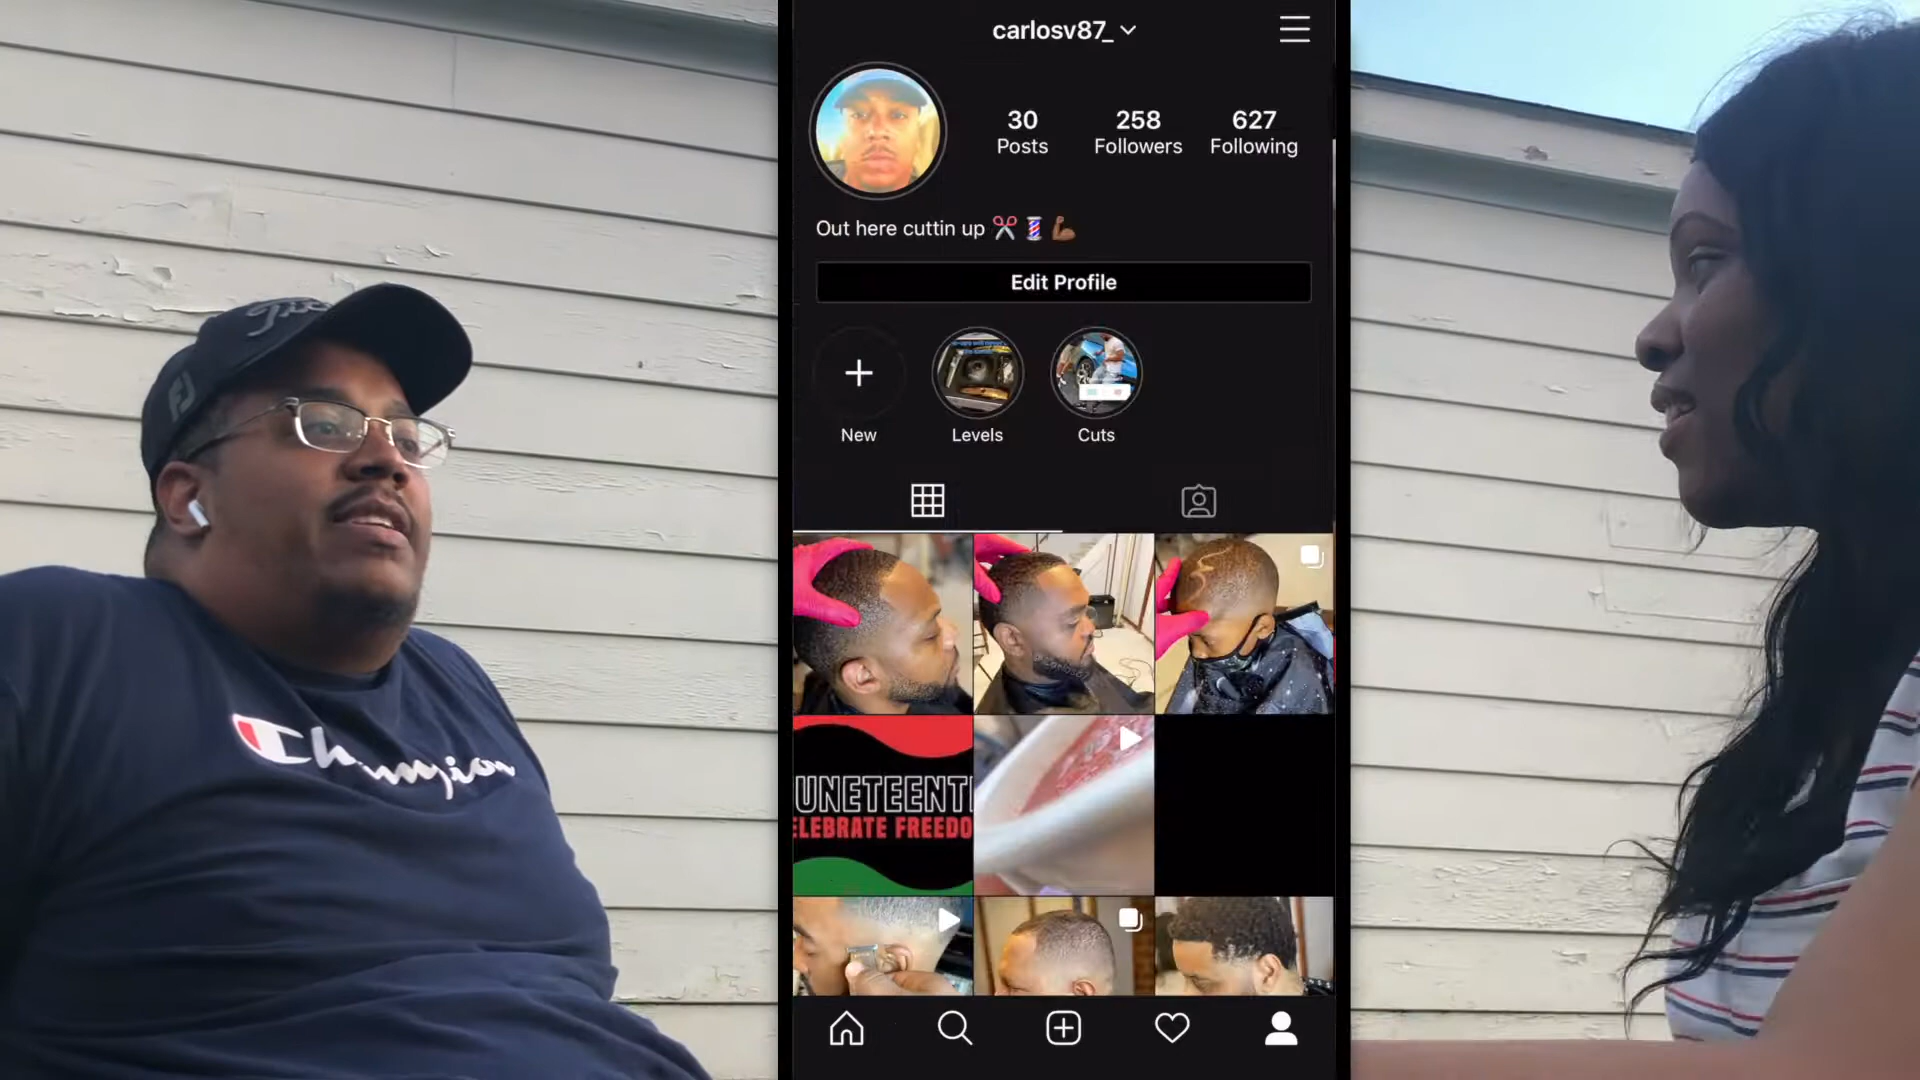 carlosv87_
30
258
627
Posts
Followers
Following
Out here cuttin up
Edit Profile
New
Levels
Cuts
UNETEENT
ELEBRATE FREEDO
FJ
Champion